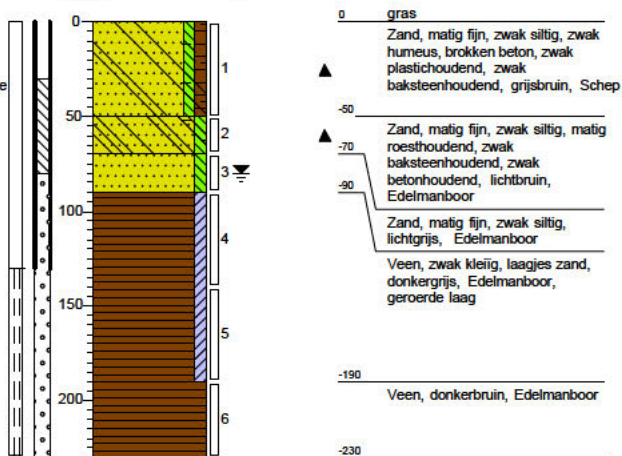 0
50
100
150
200
e
1
2
3
4
5
6
0 gras
Zand, matig fijn, zwak siltig, zwak
humeus, brokken beton, zwak
plastichoudend, zwak
baksteenhoudend, grijsbruin, Schep
-50
Zand, matig fijn, zwak siltig, matig
roesthoudend, zwak
baksteenhoudend, zwak
betonhoudend, lichtbruin,
Edelmanboor
-70
Zand, matig fijn, zwak siltig,
lichtgrijs, Edelmanboor
-90
Veen, zwak kleiïg, laagjes zand,
donkergrijs, Edelmanboor,
geroerde laag
-190
Veen, donkerbruin, Edelmanboor
-230